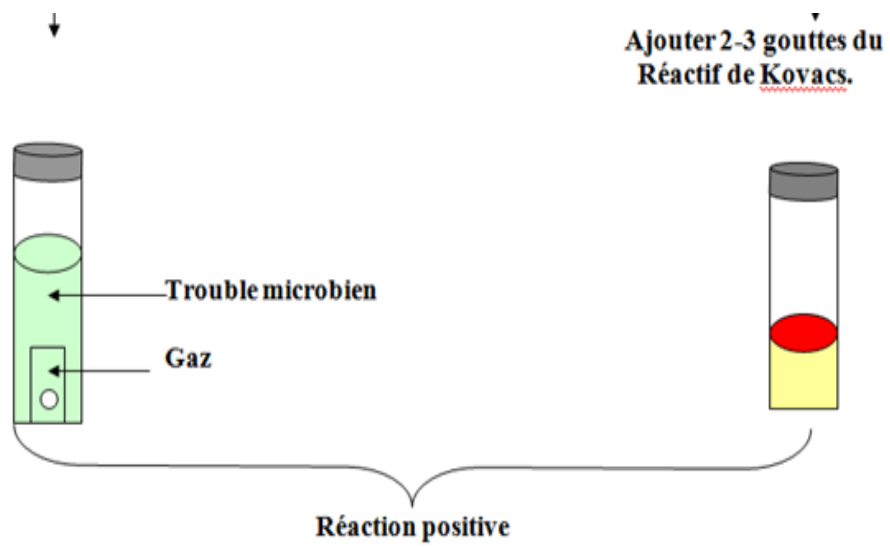 Ajouter 2-3 gouttes du
Réactif de Kovacs.
Trouble microbien
Gaz
Réaction positive